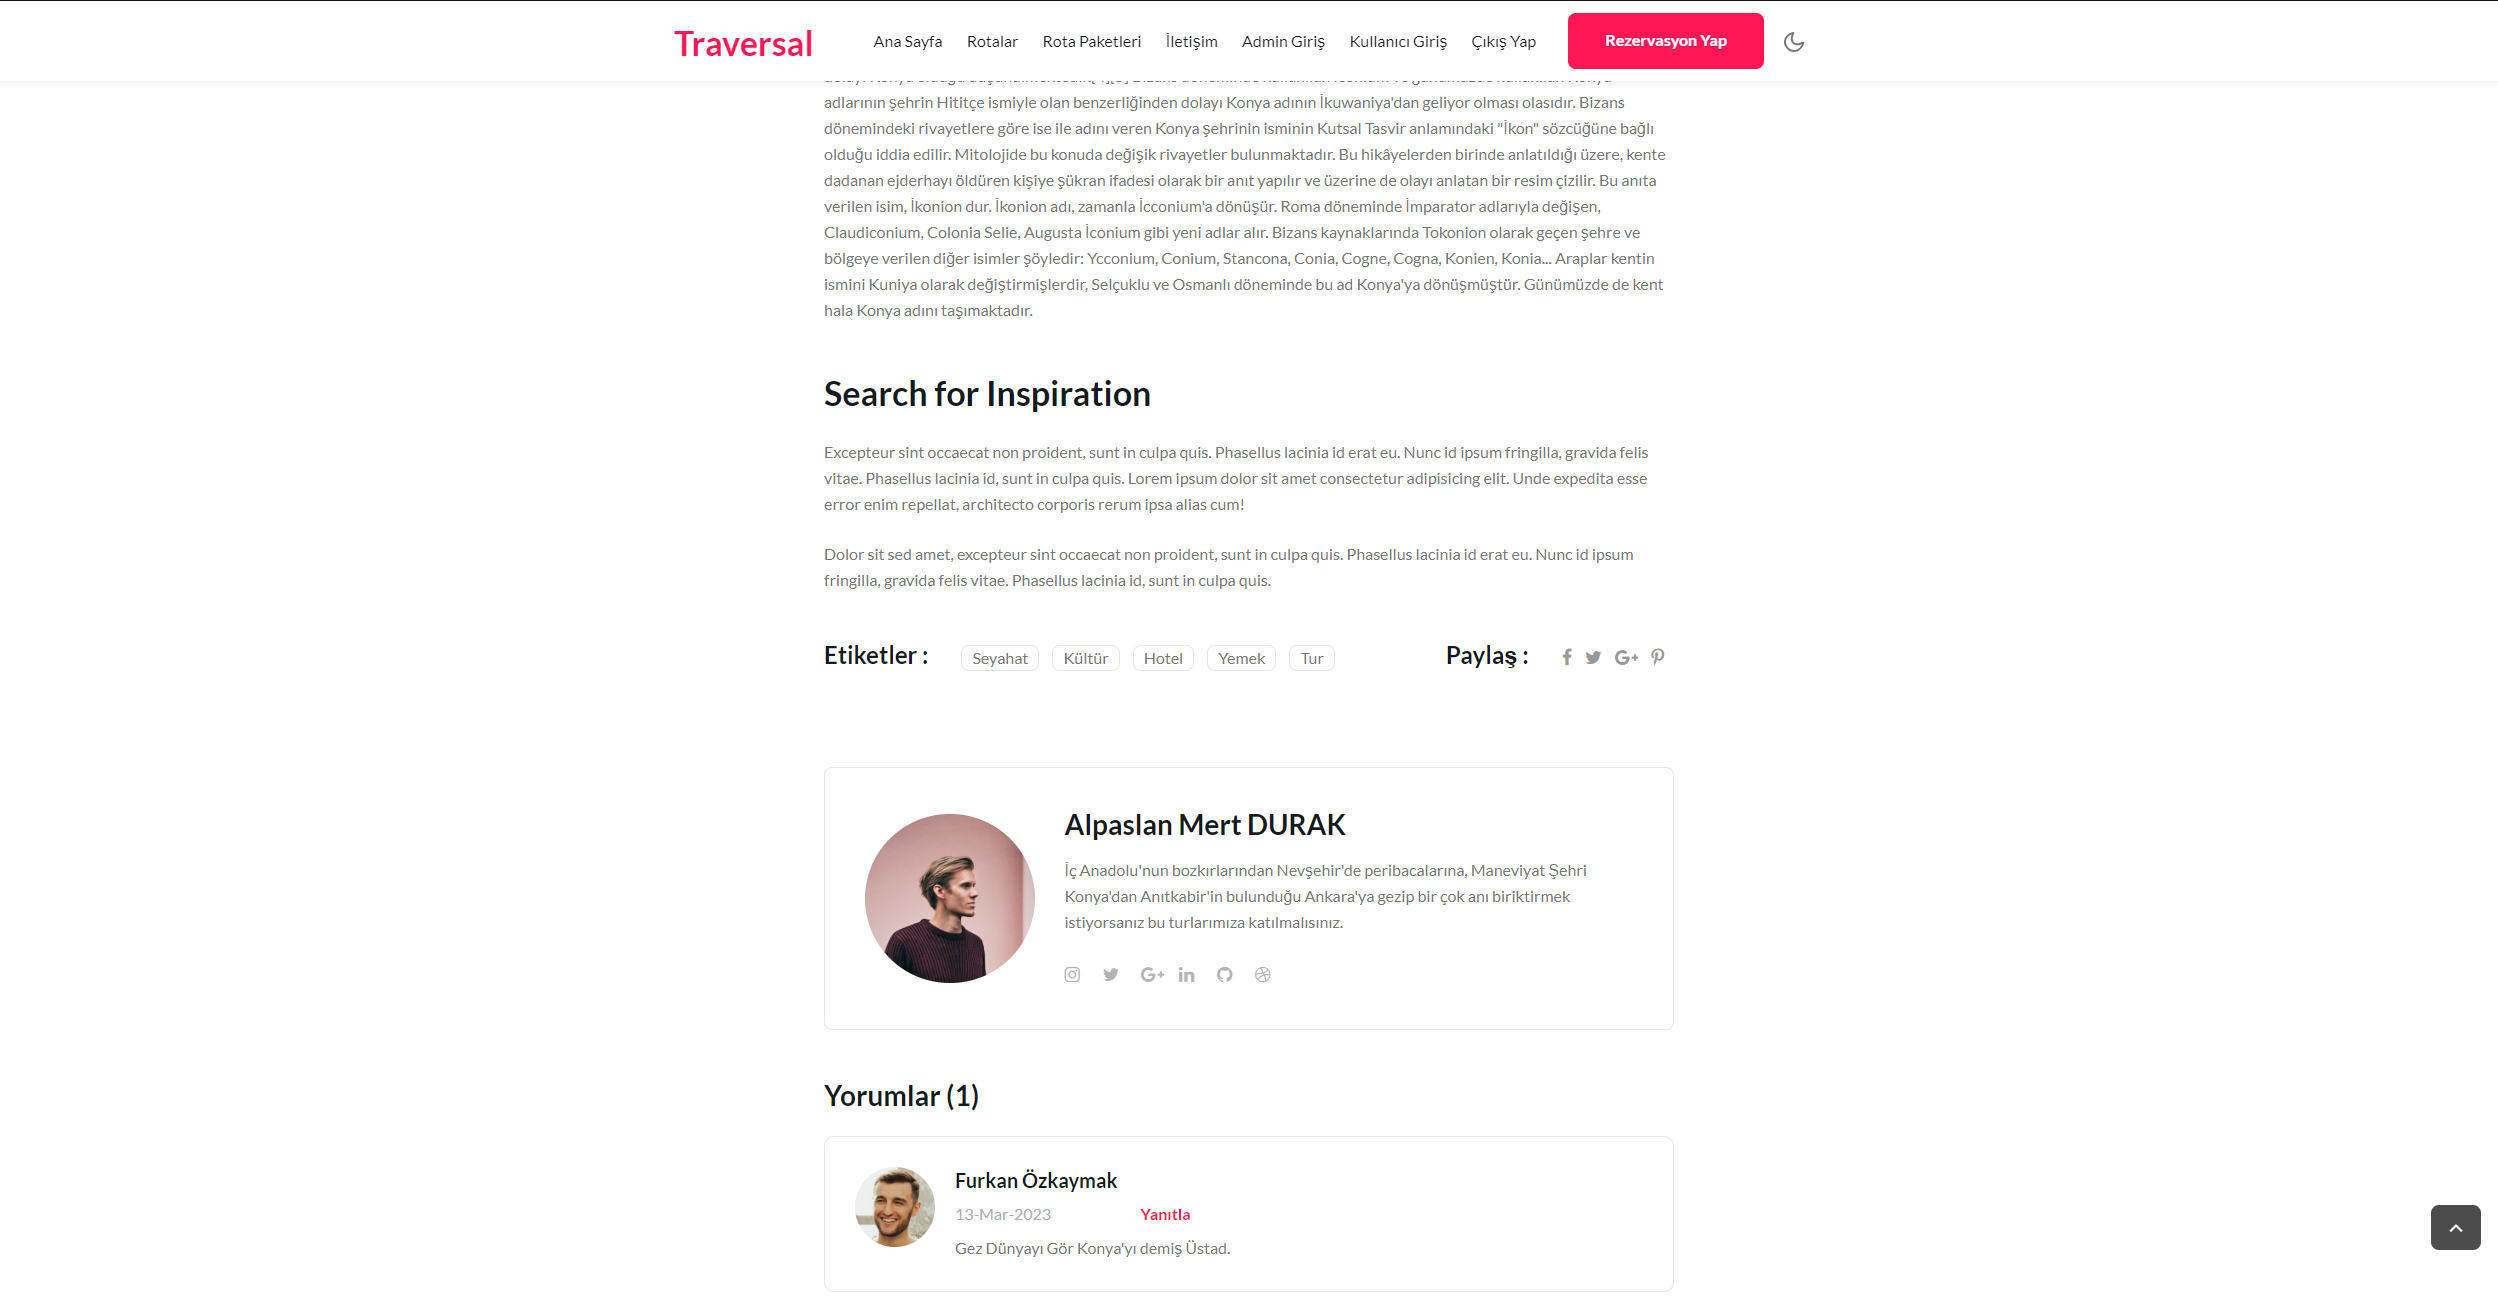 Traversal
Ana Sayfa Rotalar Rota Paketleri İletişim Admin Giriş Kullanıcı Giriş Çıkış Yap Rezervasyon Yap
adlarının şehrin Hititçe ismiyle olan benzerliğinden dolayı Konya adının İkuwaniya'dan geliyor olması olasıdır. Bizans
dönemindeki rivayetlere göre ise ile adını veren Konya şehrinin isminin Kutsal Tasvir anlamındaki "İkon" sözcüğüne bağlı
olduğu iddia edilir. Mitolojide bu konuda değişik rivayetler bulunmaktadır. Bu hikâyelerden birinde anlatıldığı üzere, kente
dadanan ejderhayı öldüren kişiye şükran ifadesi olarak bir anıt yapılır ve üzerine de olayı anlatan bir resim çizilir. Bu anıta
verilen isim, İkonion dur. İkonion adı, zamanla İcconium'a dönüşür. Roma döneminde İmparator adlarıyla değişen,
Claudiconium, Colonia Selie, Augusta İconium gibi yeni adlar alır. Bizans kaynaklarında Tokonion olarak geçen şehre ve
bölgeye verilen diğer isimler şöyledir: Ycconium, Conium, Stancona, Conia, Cogne, Cogna, Konien, Konia... Araplar kentin
ismini Kuniya olarak değiştirmişlerdir, Selçuklu ve Osmanlı döneminde bu ad Konya'ya dönüşmüştür. Günümüzde de kent
hala Konya adını taşımaktadır.
Search for Inspiration
Excepteur sint occaecat non proident, sunt in culpa quis. Phasellus lacinia id erat eu. Nunc id ipsum fringilla, gravida felis
vitae. Phasellus lacinia id, sunt in culpa quis. Lorem ipsum dolor sit amet consectetur adipisicing elit. Unde expedita esse
error enim repellat, architecto corporis rerum ipsa alias cum!
Dolor sit sed amet, excepteur sint occaecat non proident, sunt in culpa quis. Phasellus lacinia id erat eu. Nunc id ipsum
fringilla, gravida felis vitae. Phasellus lacinia id, sunt in culpa quis.
Etiketler : Seyahat Kültür Hotel Yemek Tur Paylaş :
Alpaslan Mert DURAK
İç Anadolu'nun bozkırlarından Nevşehir'de peribacalarına, Maneviyat Şehri
Konya'dan Anıtkabir'in bulunduğu Ankara'ya gezip bir çok anı biriktirmek
istiyorsanız bu turlarımıza katılmalısınız.
Yorumlar (1)
Furkan Özkaymak
13-Mar-2023 Yanıtla
Gez Dünyayı Gör Konya'yı demiş Üstad.